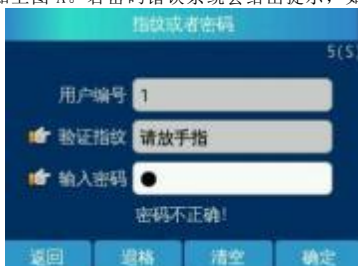 指纹或者密码
5(S
用户编号 1
验证指纹 请放手指
输入密码 ●
密码不正确!
返回 退格 清空 确定